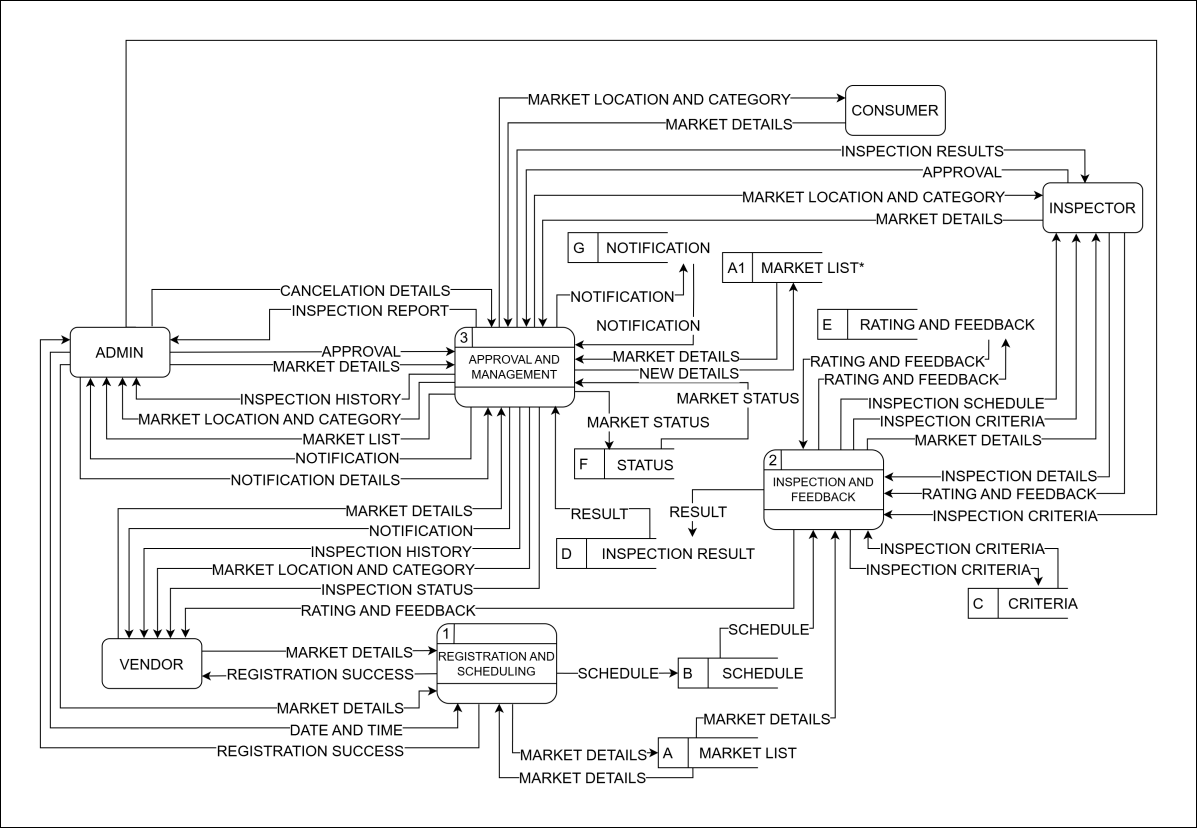 MARKET LOCATION AND CATEGORY
CONSUMER
MARKET DETAILS
INSPECTION RESULTS
APPROVAL
MARKET LOCATION AND CATEGORY
INSPECTOR
MARKET DETAILS
G NOTIFICATION
A1 MARKET LIST*
CANCELATION DETAILS
NOTIFICATION
INSPECTION REPORT
NOTIFICATION
E RATING AND FEEDBACK
3
ADMIN
APPROVAL
APPROVAL AND
MANAGEMENT
MARKET DETAILS
MARKET DETAILS
NEW DETAILS
RATING AND FEEDBACK
RATING AND FEEDBACK
INSPECTION HISTORY
MARKET STATUS
INSPECTION SCHEDULE
MARKET LOCATION AND CATEGORY
MARKET STATUS
INSPECTION CRITERIA
MARKET LIST
MARKET DETAILS
NOTIFICATION
F STATUS
2
NOTIFICATION DETAILS
INSPECTION AND
FEEDBACK
INSPECTION DETAILS
RATING AND FEEDBACK
MARKET DETAILS
RESULT
RESULT
INSPECTION CRITERIA
NOTIFICATION
INSPECTION HISTORY
D INSPECTION RESULT
INSPECTION CRITERIA
MARKET LOCATION AND CATEGORY
INSPECTION CRITERIA
INSPECTION STATUS
C CRITERIA
RATING AND FEEDBACK
1
SCHEDULE
VENDOR
MARKET DETAILS
REGISTRATION AND
SCHEDULING
REGISTRATION SUCCESS
SCHEDULE
B SCHEDULE
MARKET DETAILS
MARKET DETAILS
DATE AND TIME
REGISTRATION SUCCESS
MARKET DETAILS
A MARKET LIST
MARKET DETAILS